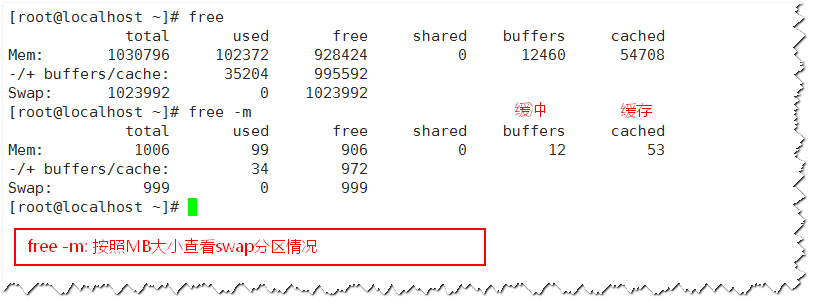 [root@localhost ~]# free
total used free shared buffers cached
Mem: 1030796 102372 928424 0 12460 54708
-/+ buffers/cache: 35204 995592
Swap: 1023992 0 1023992
[root@localhost ~]# free -m 缓冲 缓存
total used free shared buffers cached
Mem: 1006 99 906 0 12 53
-/+ buffers/cache: 34 972
Swap: 999 0 999
[root@localhost ~]#
free -m: 按照MB大小查看swap分区情况